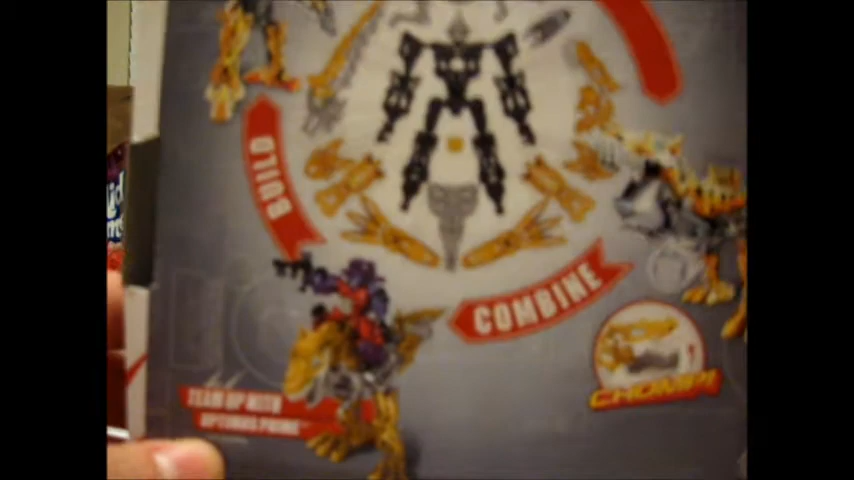 BUILD
COMBINE
CHOMP!
TEAM UP WITH
OPTIMUS PRIME